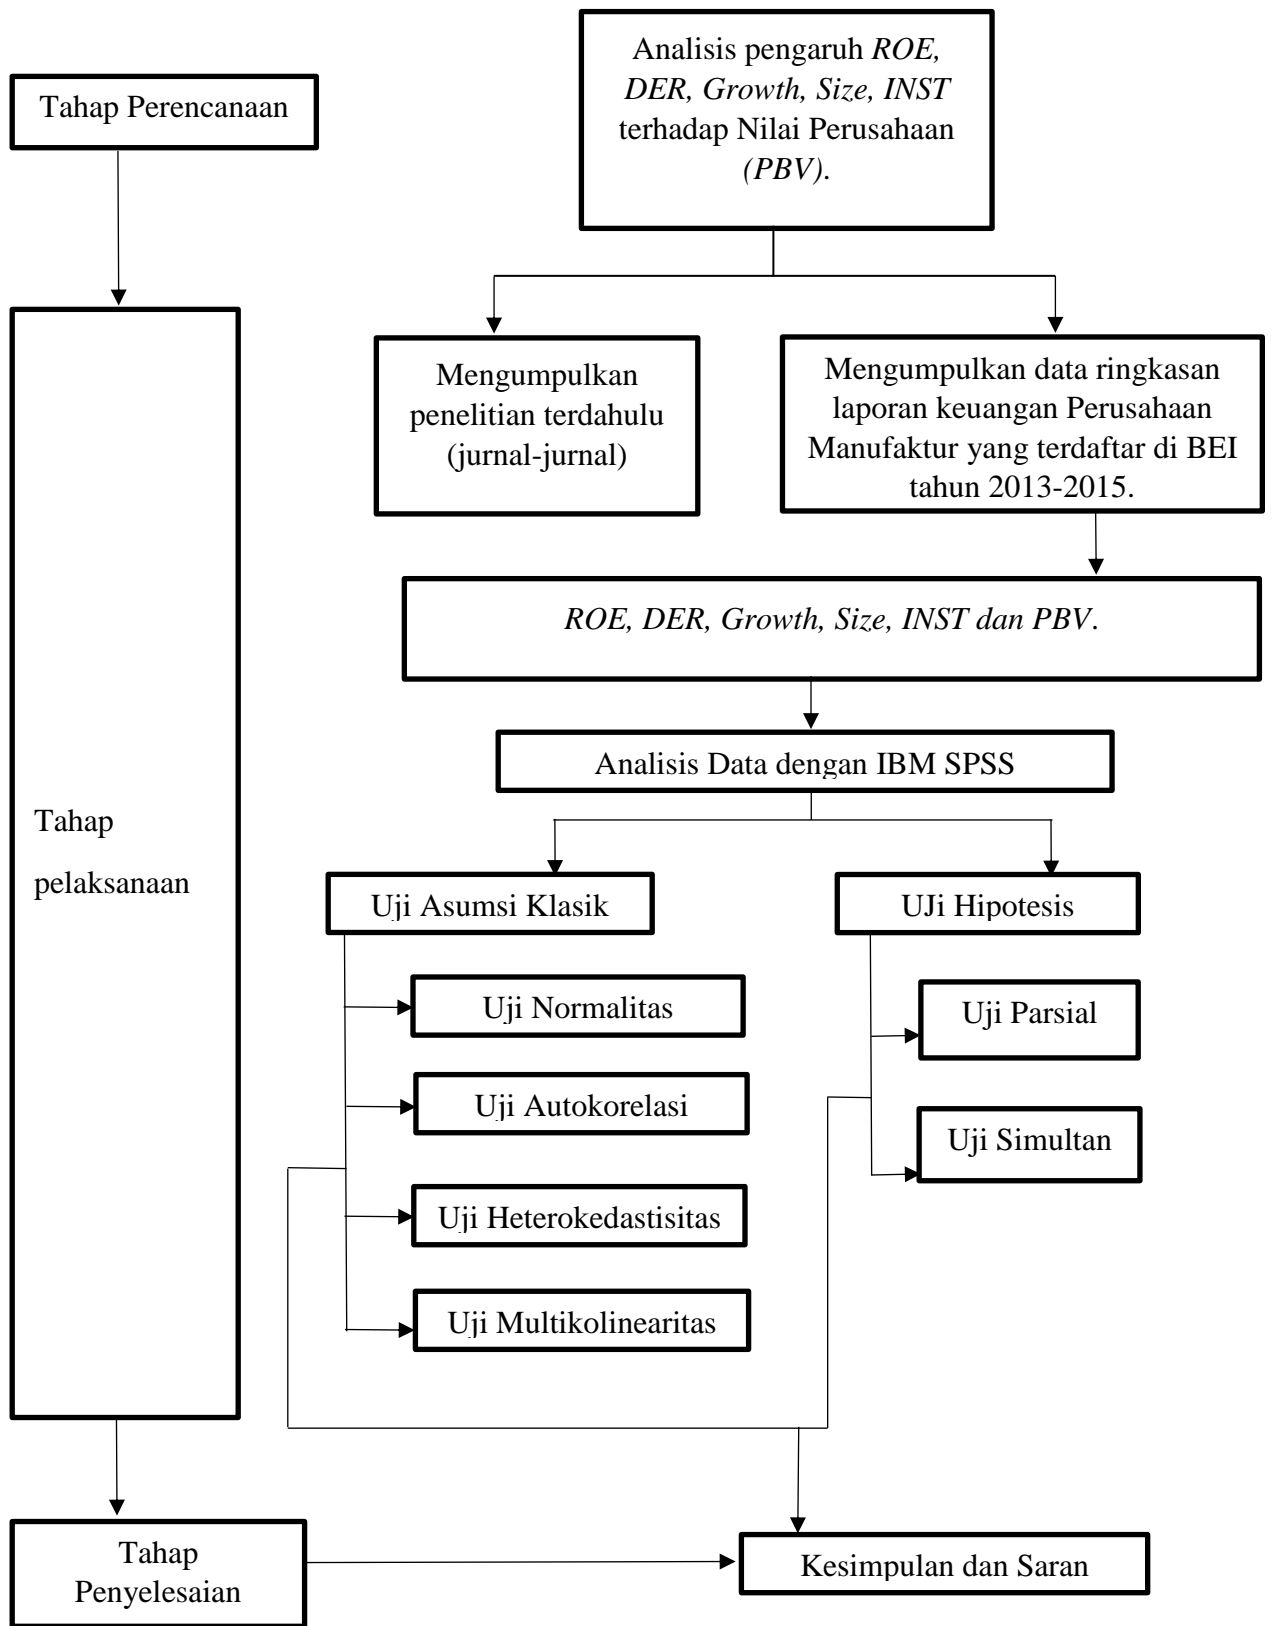 Tahap Perencanaan
Analisis pengaruh ROE,
DER, Growth, Size, INST
terhadap Nilai Perusahaan
(PBV).
Mengumpulkan
penelitian terdahulu
(jurnal-jurnal)
Mengumpulkan data ringkasan
laporan keuangan Perusahaan
Manufaktur yang terdaftar di BEI
tahun 2013-2015.
ROE, DER, Growth, Size, INST dan PBV.
Analisis Data dengan IBM SPSS
Tahap
pelaksanaan
Uji Asumsi Klasik
UJi Hipotesis
Uji Normalitas
Uji Autokorelasi
Uji Heterokedastisitas
Uji Multikolinearitas
Uji Parsial
Uji Simultan
Tahap
Penyelesaian
Kesimpulan dan Saran